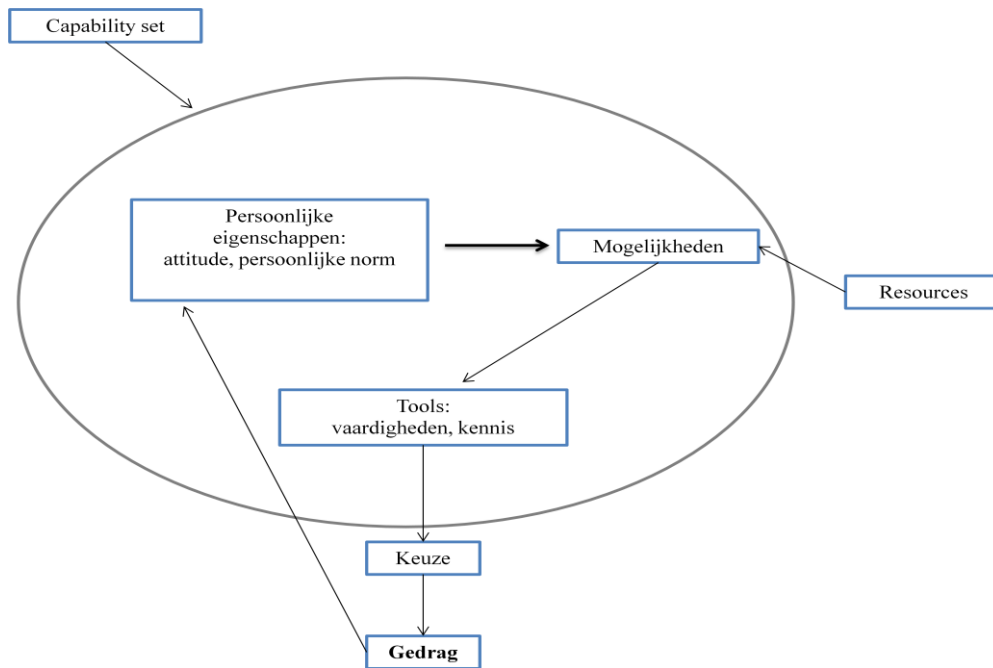 Capability set
Persoonlijke
eigenschappen:
attitude, persoonlijke norm
Mogelijkheden
Resources
Tools:
vaardigheden, kennis
Keuze
Gedrag